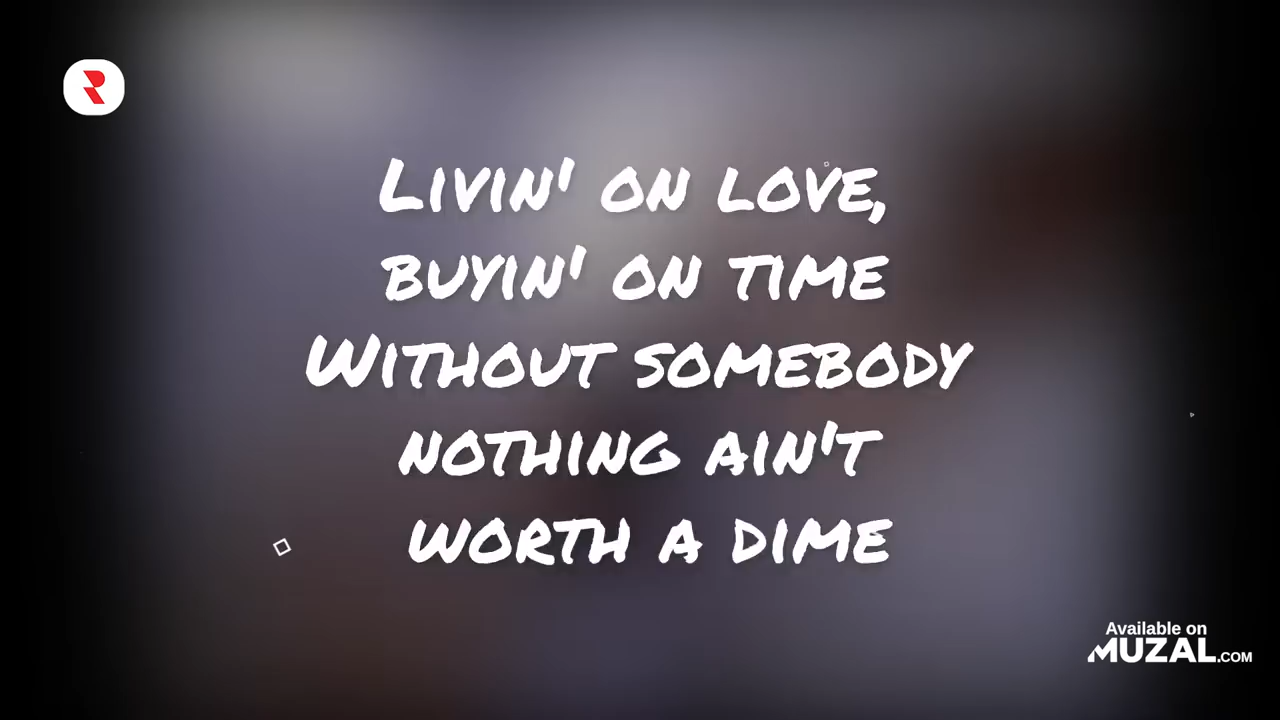 Livin' on love,
buyin' on time
Without somebody
nothing ain't
worth a dime
Available on
MUZAL.COM